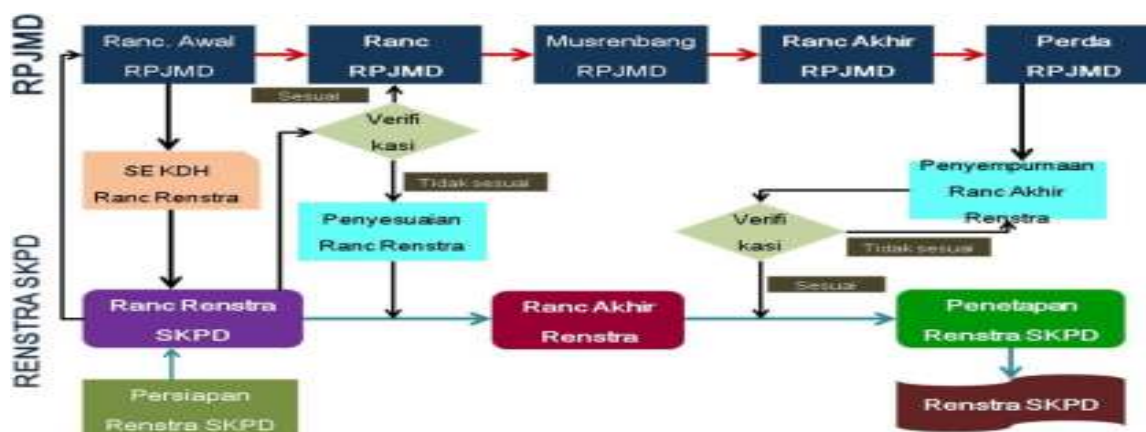 RPJMD
Ranc. Awal
RPJMD
Ranc
RPJMD
Musrenbang
RPJMD
Ranc Akhir
RPJMD
Perda
RPJMD
Sesuai
Verifi
kasi
SE KDH
Ranc Renstra
Tidak sesuai
Penyesuaian
Ranc Renstra
Penyempurnaan
Ranc Akhir
Renstra
Verifi
kasi
Tidak sesuai
Sesuai
RENSTRA SKPD
Ranc Renstra
SKPD
Ranc Akhir
Renstra
Penetapan
Renstra SKPD
Persiapan
Renstra SKPD
Renstra SKPD